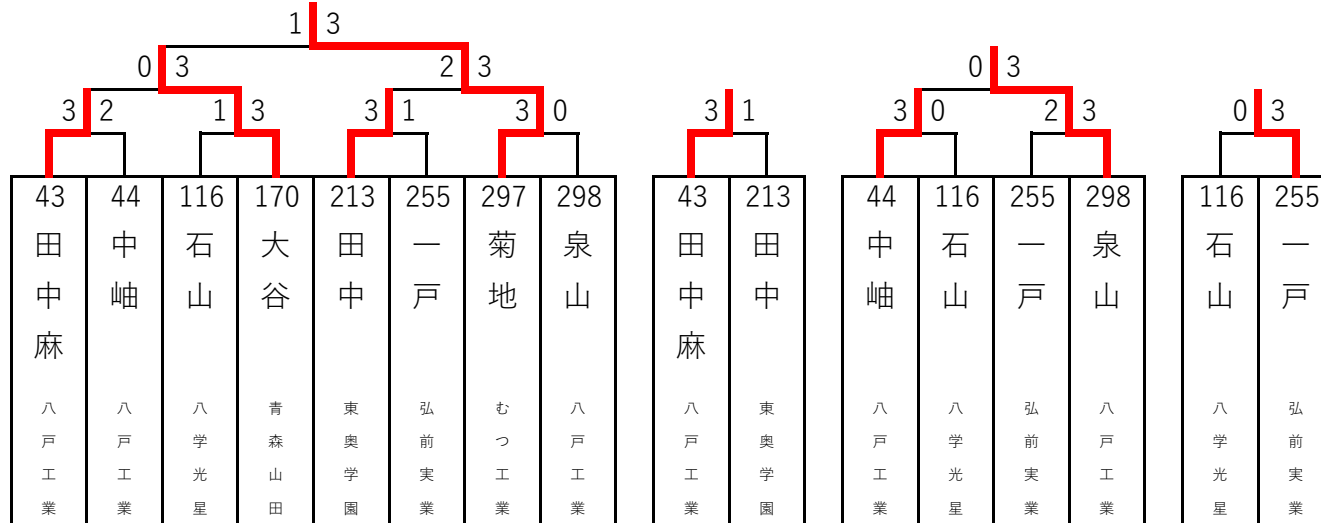 1 3
0 3 2 3 0 3
3 2 1 3 3 1 3 0 3 1 3 0 2 3 0 3
43 44 116 170 213 255 297 298 43 213 44 116 255 298 116 255
田中麻 中岫 石山 大谷 田中 一戸 菊地 泉山 田中麻 田中 中岫 石山 一戸 泉山 石山 一戸
八戸工業 八戸工業 八学光星 青森山田 東奥学園 弘前実業 むつ工業 八戸工業 八戸工業 東奥学園 八戸工業 八学光星 弘前実業 八戸工業 八学光星 弘前実業